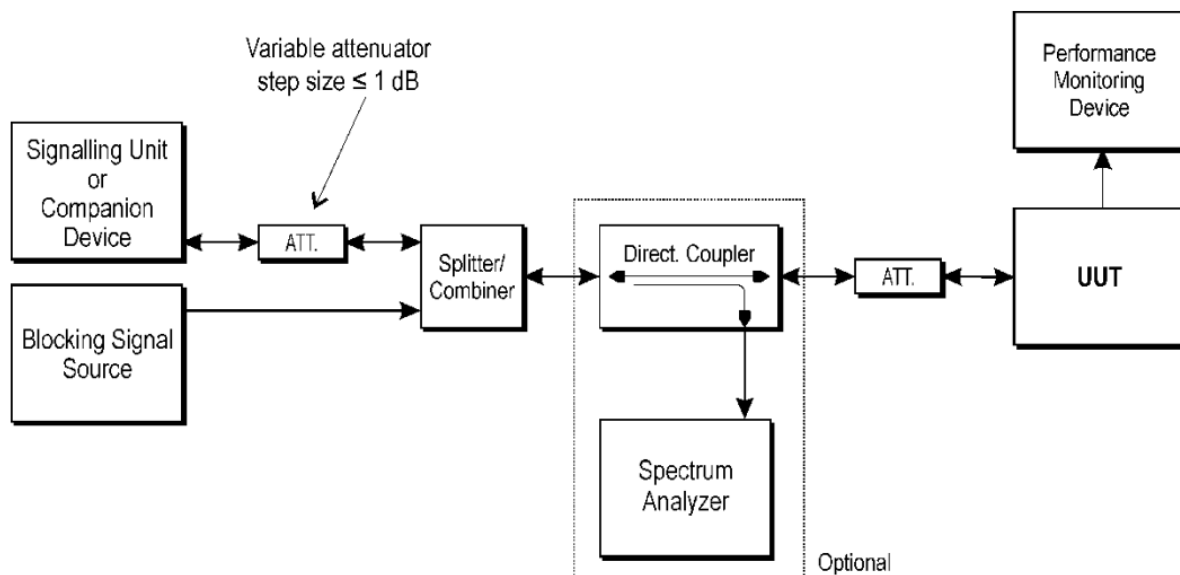 Variable attenuator
step size ≤ 1 dB
Performance
Monitoring
Device
Signalling Unit
or
Companion
Device
ATT.
Splitter/
Combiner
Direct. Coupler
ATT.
UUT
Blocking Signal
Source
Spectrum
Analyzer
Optional